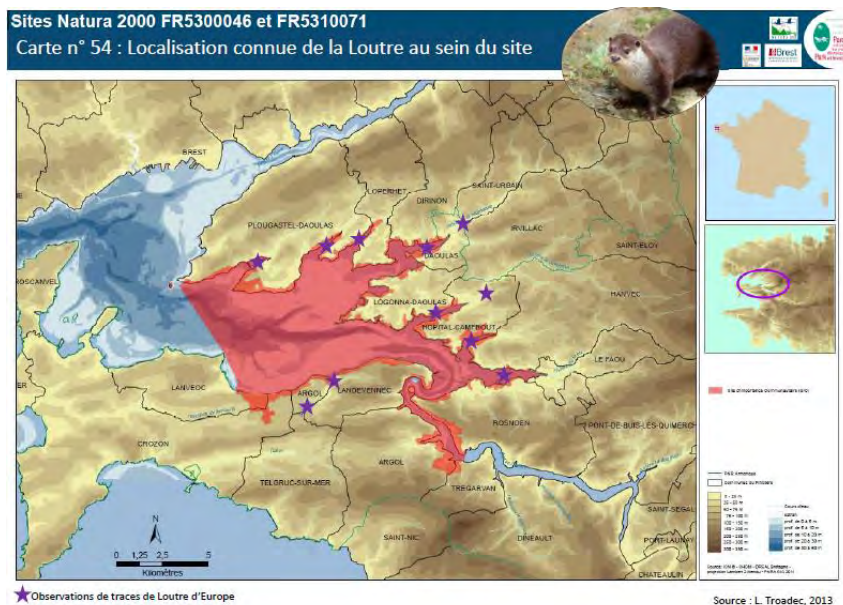 Sites Natura 2000 FR5300046 et FR5310071
Carte n° 54 : Localisation connue de la Loutre au sein du site
Brest
BREST
LOPERHET
DIRINON
SAINT-URBAIN
PLOUGASTEL-DAOULAS
IRVILLAC
DAOULAS
SAINT-ELOY
ROSCANVEL
LOGONNA-DAOULAS
HANVEC
HOPITAL-CAMFROUT
LE FAOU
LANVEOC
ARGOL
LANDEVENNEC
ROSNOEN
PONT-DE-BUIS-LES-QUIMERCH
CROZON
ARGOL
TELGRUC-SUR-MER
TREGARVAN
SAINT-SEGAL
SAINT-NIC
DINEAULT
PORT-LAUNAY
CHATEAULIN
N
0 1,25 2,5 5
Kilomètres
Observations de traces de Loutre d'Europe
Source : L. Troadec, 2013